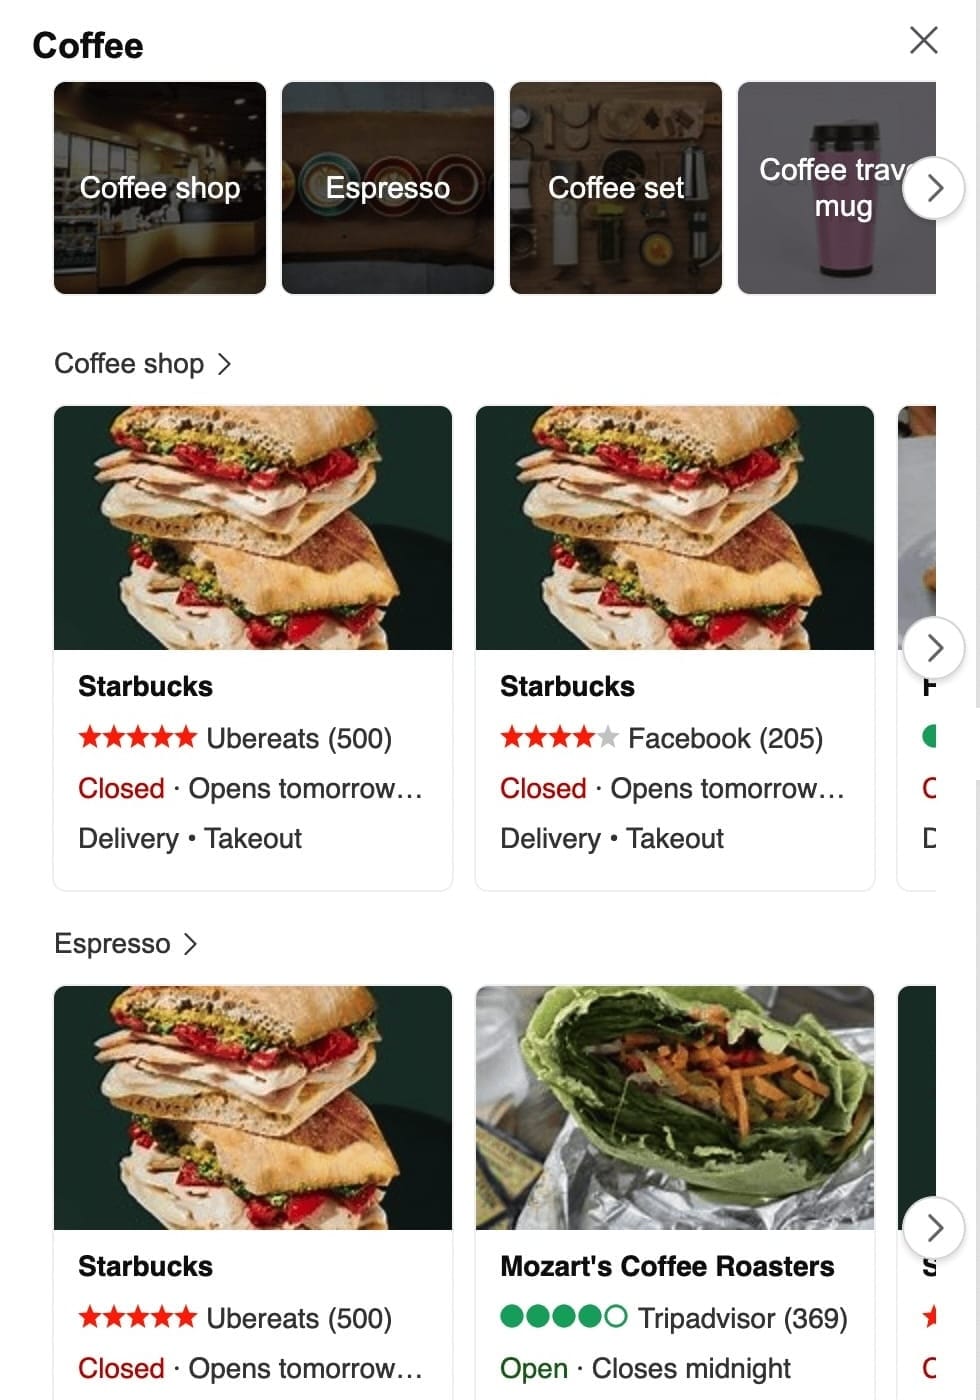 Coffee
Coffee shop
Espresso
Coffee set
Coffee
mug
Coffee shop
Starbucks
Ubereats (500)
Closed · Opens tomorrow...
Delivery • Takeout
Starbucks
Facebook (205)
Closed · Opens tomorrow...
Delivery • Takeout
Espresso
Starbucks
Ubereats (500)
Closed · Opens tomorrow...
Mozart's Coffee Roasters
Tripadvisor (369)
Open · Closes midnight